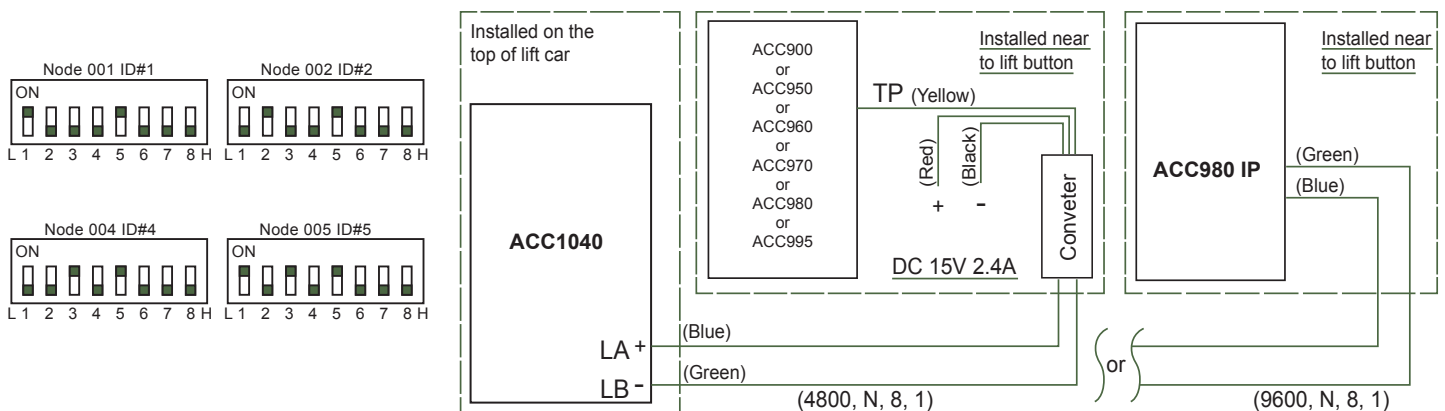 Node 001 ID#1
ON
L 1 2 3 4 5 6 7 8 H
Node 002 ID#2
ON
L 1 2 3 4 5 6 7 8 H
Node 004 ID#4
ON
L 1 2 3 4 5 6 7 8 H
Node 005 ID#5
ON
L 1 2 3 4 5 6 7 8 H
Installed on the
top of lift car
ACC1040
LA +
LB -
(Blue)
(Green)
(4800, N, 8, 1)
ACC900
or
ACC950
or
ACC960
or
ACC970
or
ACC980
or
ACC995
Installed near
to lift button
TP (Yellow)
(Red)
(Black)
+ -
DC 15V 2.4A
Conveter
or
Installed near
to lift button
ACC980 IP
(Green)
(Blue)
(9600, N, 8, 1)